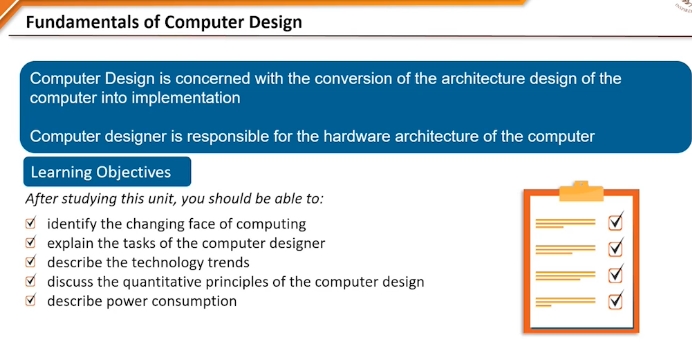 Fundamentals of Computer Design
Computer Design is concerned with the conversion of the architecture design of the
computer into implementation
Computer designer is responsible for the hardware architecture of the computer
Learning Objectives
After studying this unit, you should be able to:
identify the changing face of computing
explain the tasks of the computer designer
describe the technology trends
discuss the quantitative principles of the computer design
describe power consumption